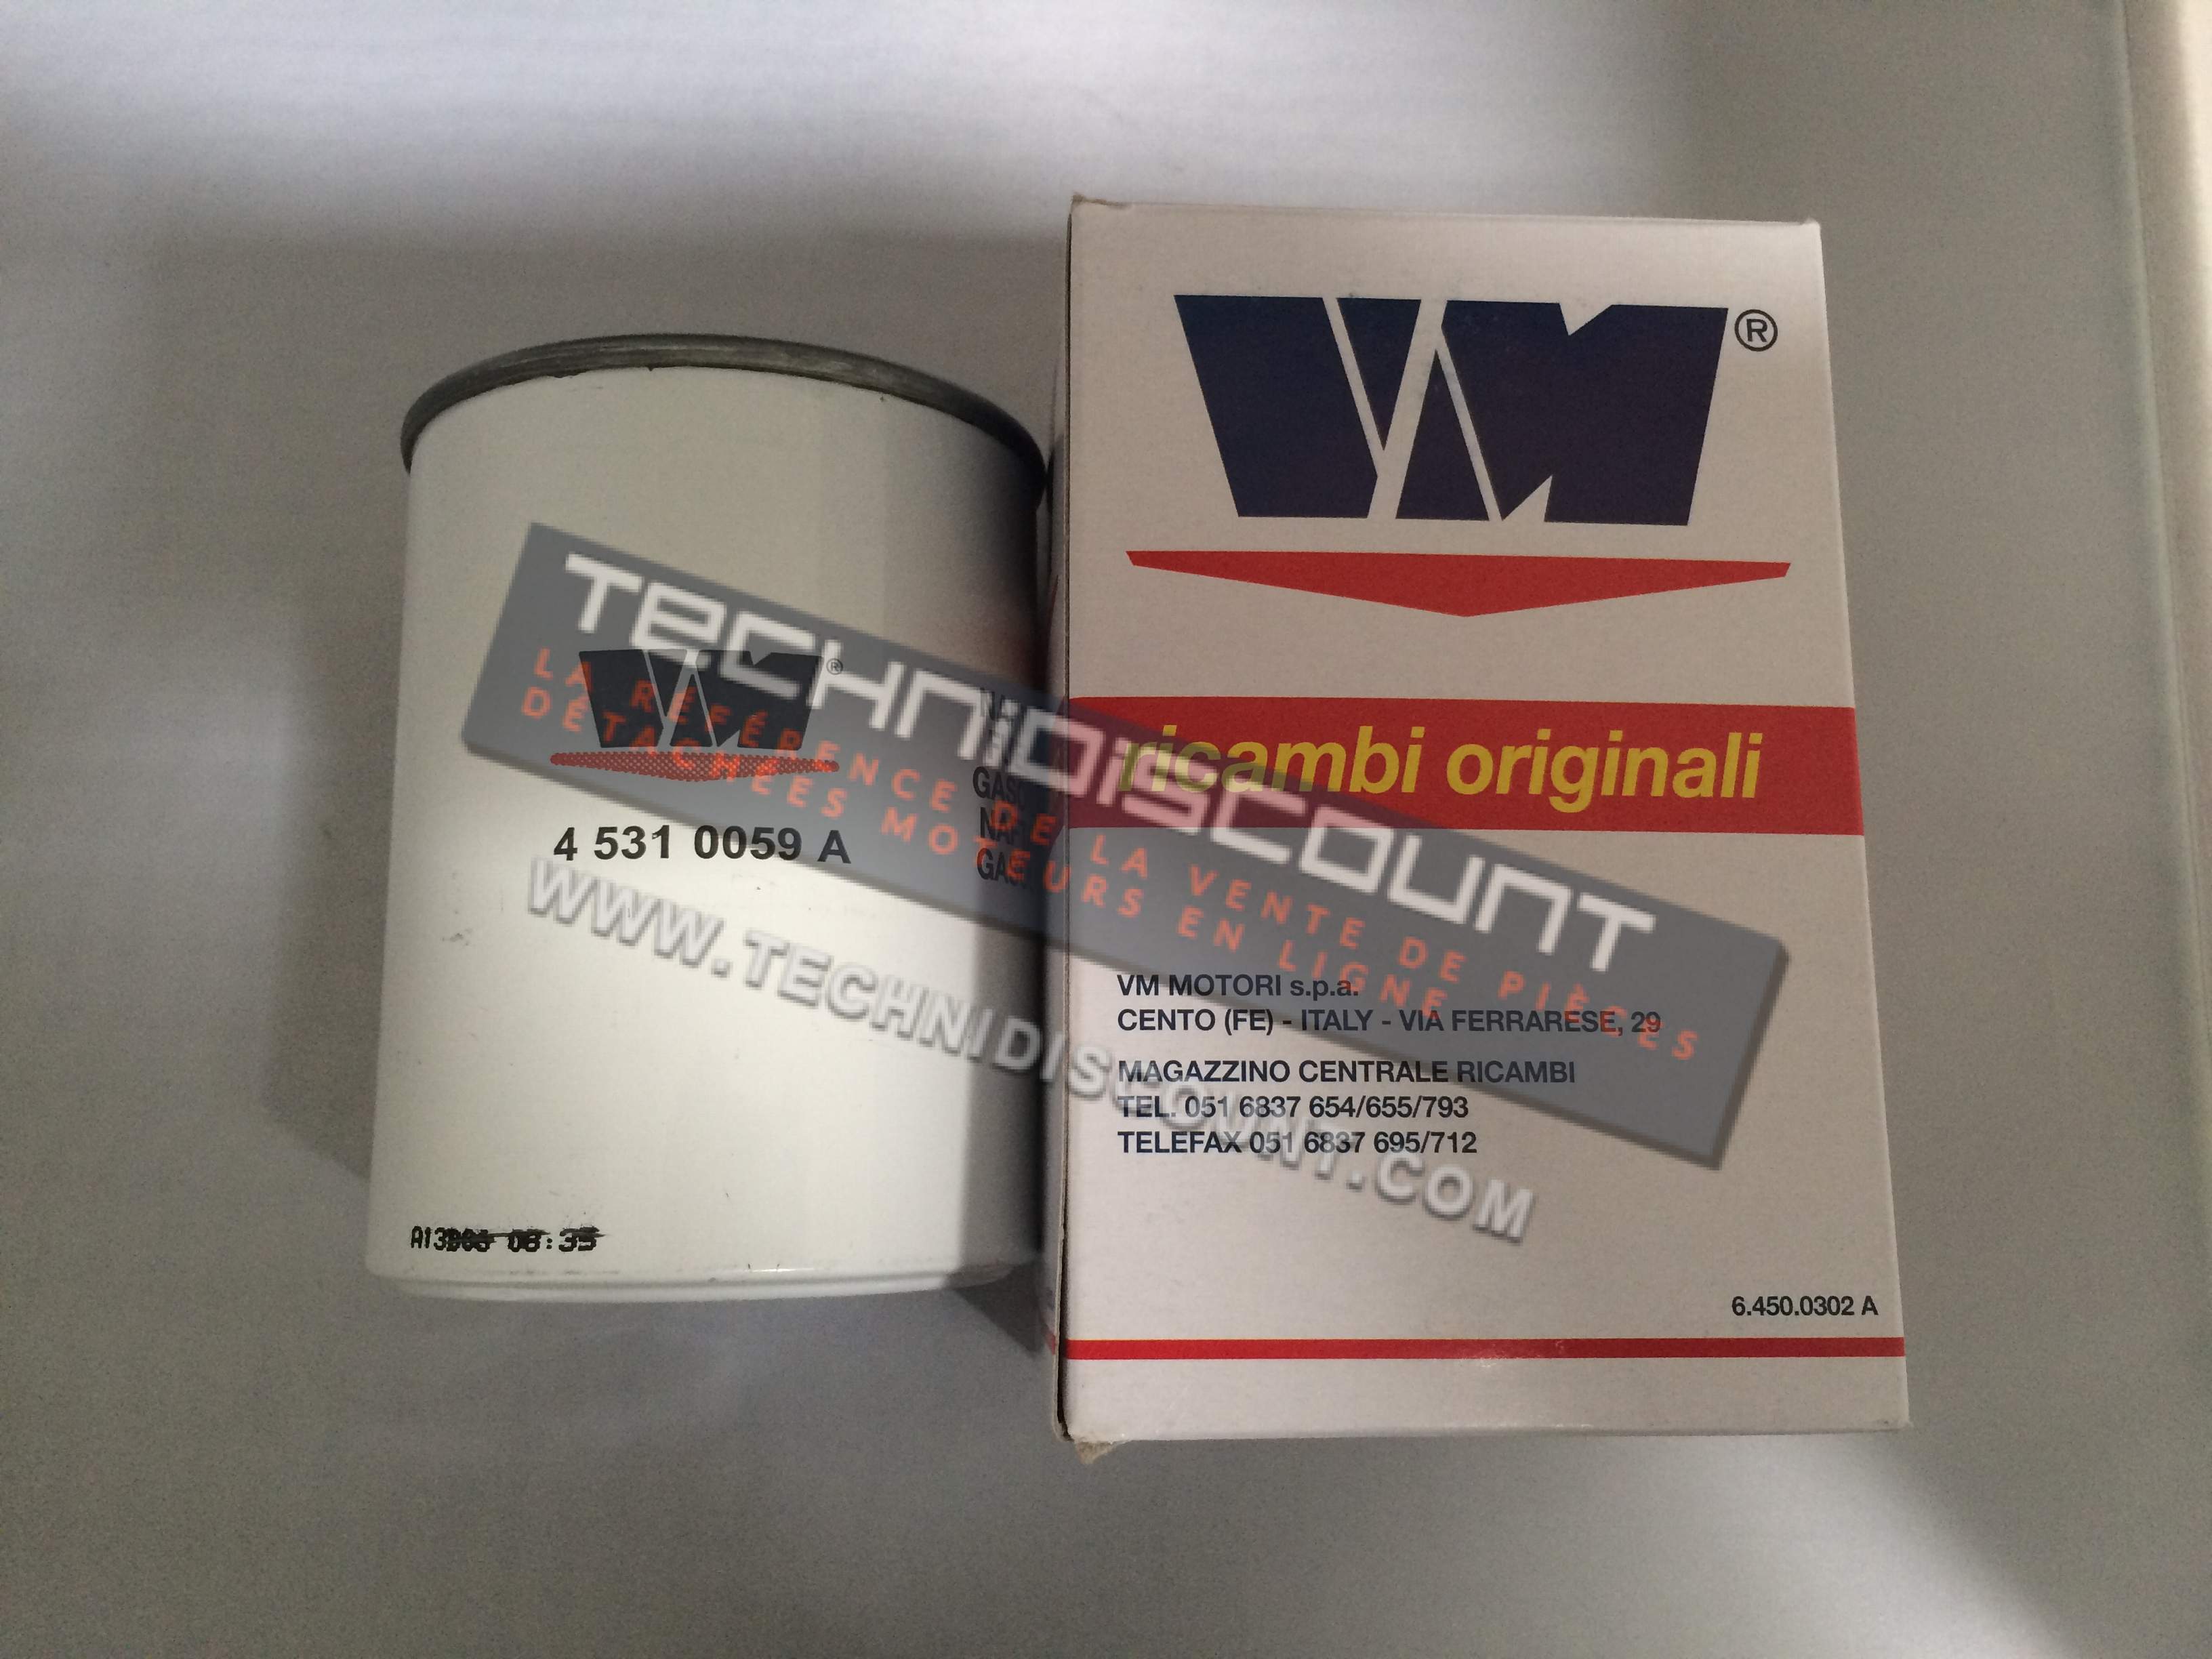 VM®
ricambi originali
VM MOTORI s.p.a.
CENTO (FE) - ITALY - VIA FERRARESE, 29
MAGAZZINO CENTRALE RICAMBI
TEL. 051 6837 654/655/793
TELEFAX 051 6837 695/712
6.450.0302 A
VM®
4 531 0059 A
TECHNIDISCOUNT
LA RÉFÉRENCE DE LA VENTE DE PIÈCES
DÉTACHÉES MOTEURS EN LIGNE
WWW.TECHNIDISCOUNT.COM